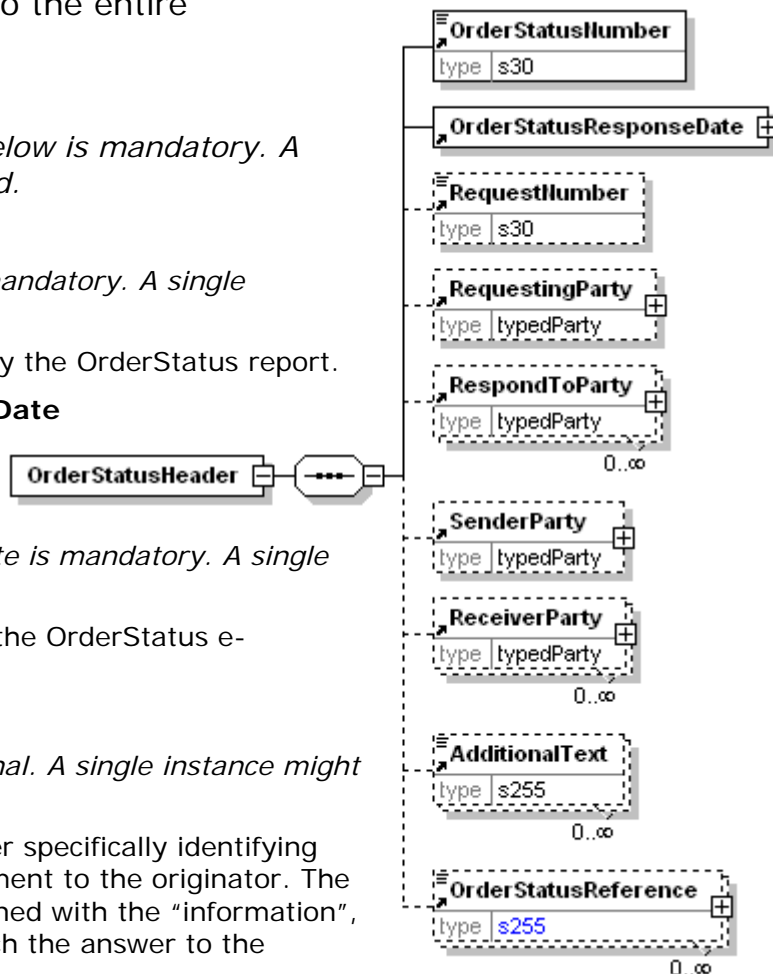 o the entire
elow is mandatory. A
d.
andatory. A single
y the OrderStatus report.
Date
te is mandatory. A single
the OrderStatus e-
nal. A single instance might
er specifically identifying
ment to the originator. The
ned with the “information”,
ch the answer to the
OrderStatusHeader
OrderStatusNumber
type s30
OrderStatusResponseDate
RequestNumber
type s30
RequestingParty
type typedParty
RespondToParty
type typedParty
0..∞
SenderParty
type typedParty
ReceiverParty
type typedParty
0..∞
AdditionalText
type s255
0..∞
OrderStatusReference
type s255
0..∞